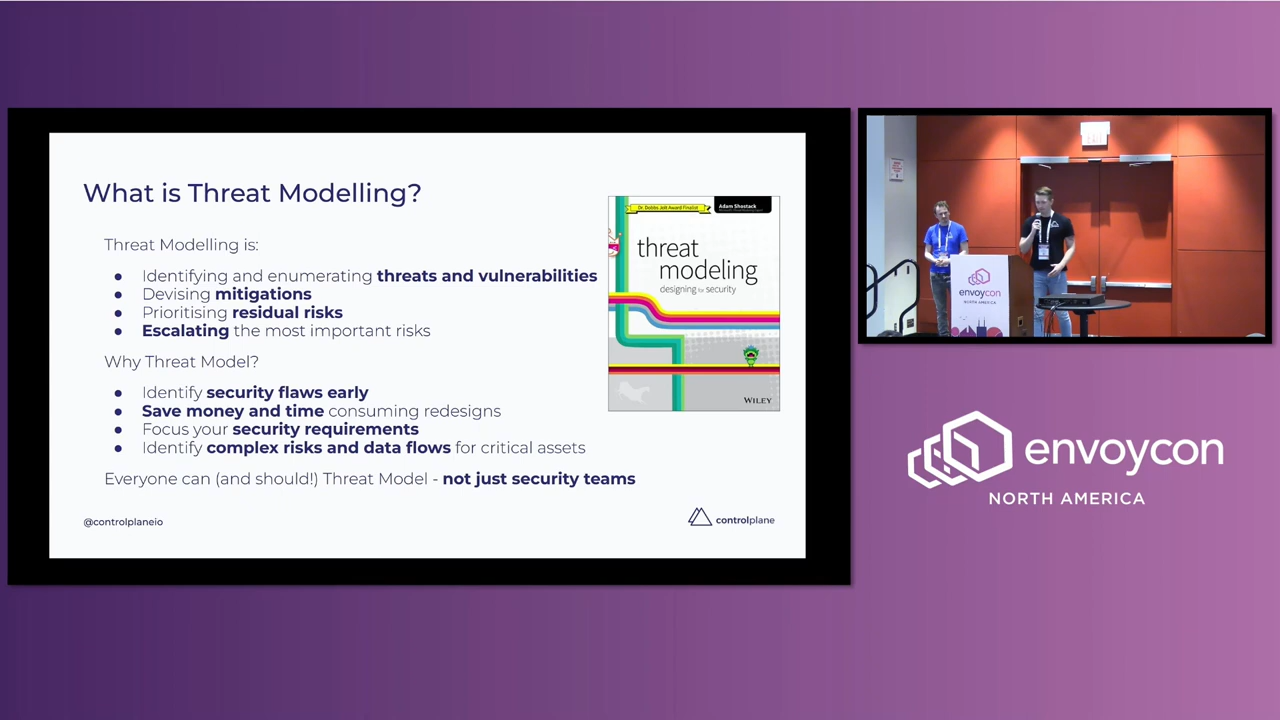 What is Threat Modelling?
Threat Modelling is:
● Identifying and enumerating threats and vulnerabilities
● Devising mitigations
● Prioritising residual risks
● Escalating the most important risks
Why Threat Model?
● Identify security flaws early
● Save money and time consuming redesigns
● Focus your security requirements
● Identify complex risks and data flows for critical assets
Everyone can (and should!) Threat Model - not just security teams
@controlplaneio
controlplane
Dr. Dobbs Jolt Award Finalist
Adam Shostack
threat
modeling
designing for security
WILEY
EXIT
envoycon
NORTH AMERICA
envoycon
NORTH AMERICA